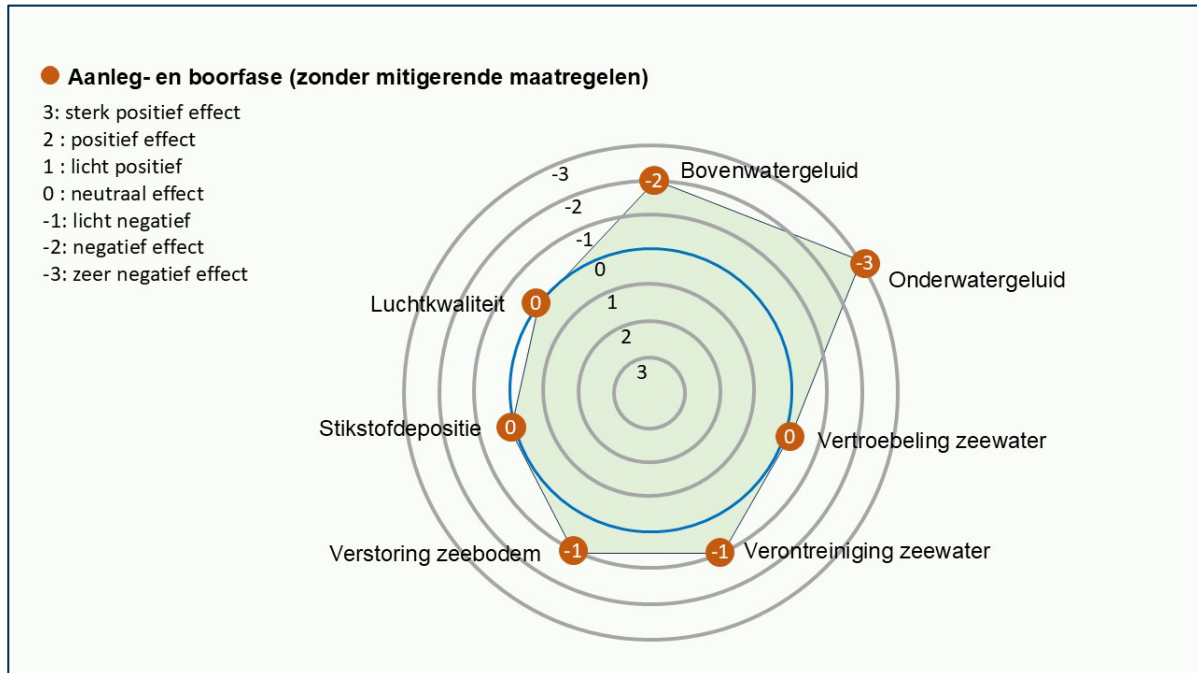 Aanleg- en boorfase (zonder mitigerende maatregelen)
3: sterk positief effect
2 : positief effect
1 : licht positief
0 : neutraal effect
-1: licht negatief
-2: negatief effect
-3: zeer negatief effect
-3
-2
-1
0
1
2
3
-2
Bovenwatergeluid
-3
Onderwatergeluid
0
Vertroebeling zeewater
-1
Verontreiniging zeewater
-1
Verstoring zeebodem
0
Stikstofdepositie
0
Luchtkwaliteit